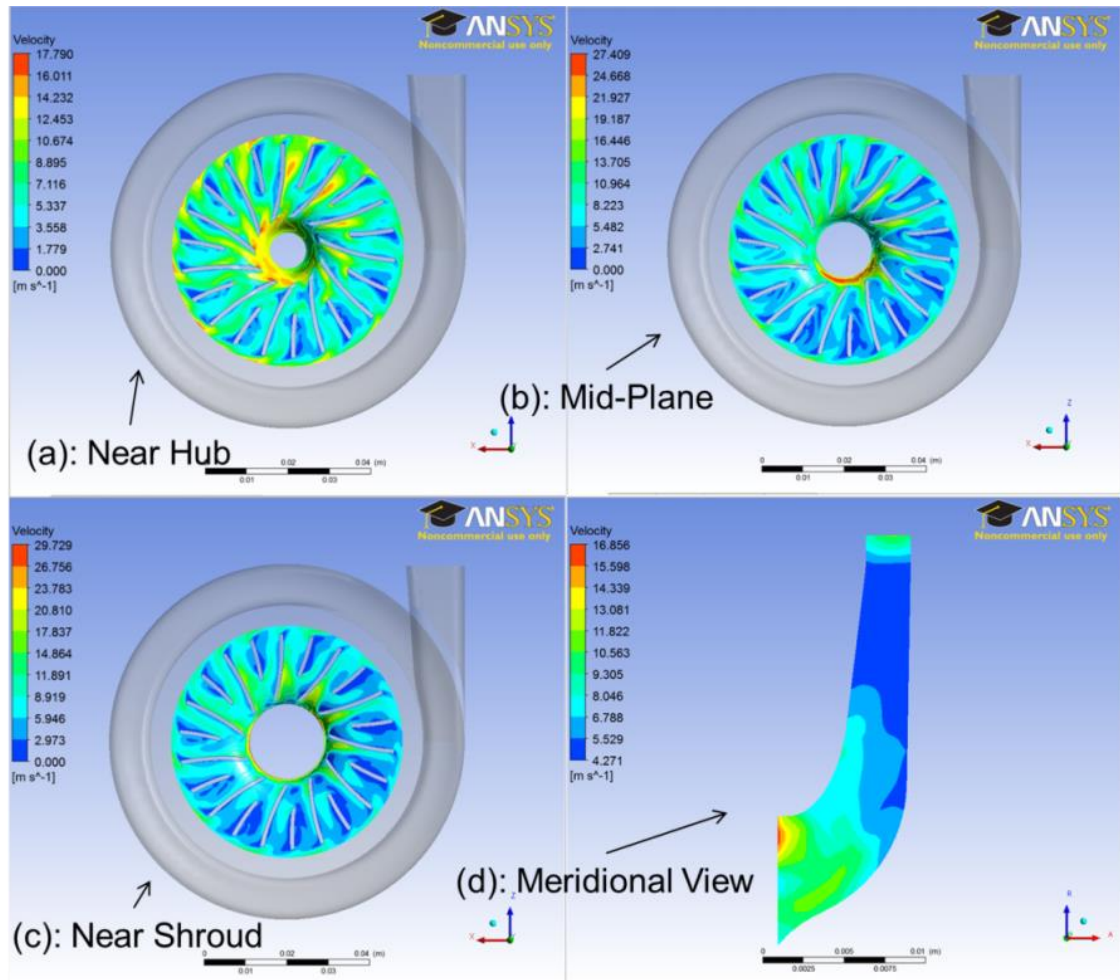 ANSYS
Noncommercial use only
Velocity
17.790
16.011
14.232
12.453
10.674
8.895
7.116
5.337
3.558
1.779
0.000
[m s^-1]
(a): Near Hub
X
0.02
0.04
(m)
0.01
0.03
ANSYS
Noncommercial use only
Velocity
27.409
24.668
21.927
19.187
16.446
13.705
10.964
8.223
5.482
2.741
0.000
[m s^-1]
(b): Mid-Plane
Z
X
0
0.02
0.04
(m)
0.01
0.03
ANSYS
Noncommercial use only
Velocity
29.729
26.756
23.783
20.810
17.837
14.864
11.891
8.919
5.946
2.973
0.000
[m s^-1]
(c): Near Shroud
Z
X
0
0.02
0.04
(m)
0.01
0.03
ANSYS
Noncommercial use only
Velocity
16.856
15.598
14.339
13.081
11.822
10.563
9.305
8.046
6.788
5.529
4.271
[m s^-1]
(d): Meridional View
R
A
0
0.005
0.01
(m)
0.0025
0.0075